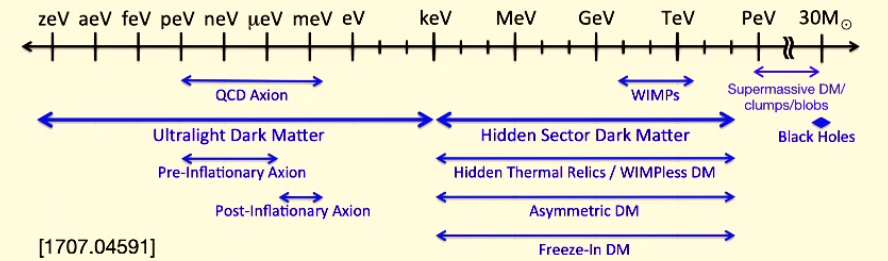 zeV aeV feV peV neV μeV meV eV keV MeV GeV TeV PeV 30M☉
QCD Axion
WIMPs
Supermassive DM/
clumps/blobs
Ultralight Dark Matter
Hidden Sector Dark Matter
Black Holes
Pre-Inflationary Axion
Hidden Thermal Relics / WIMPless DM
Post-Inflationary Axion
Asymmetric DM
[1707.04591]
Freeze-In DM